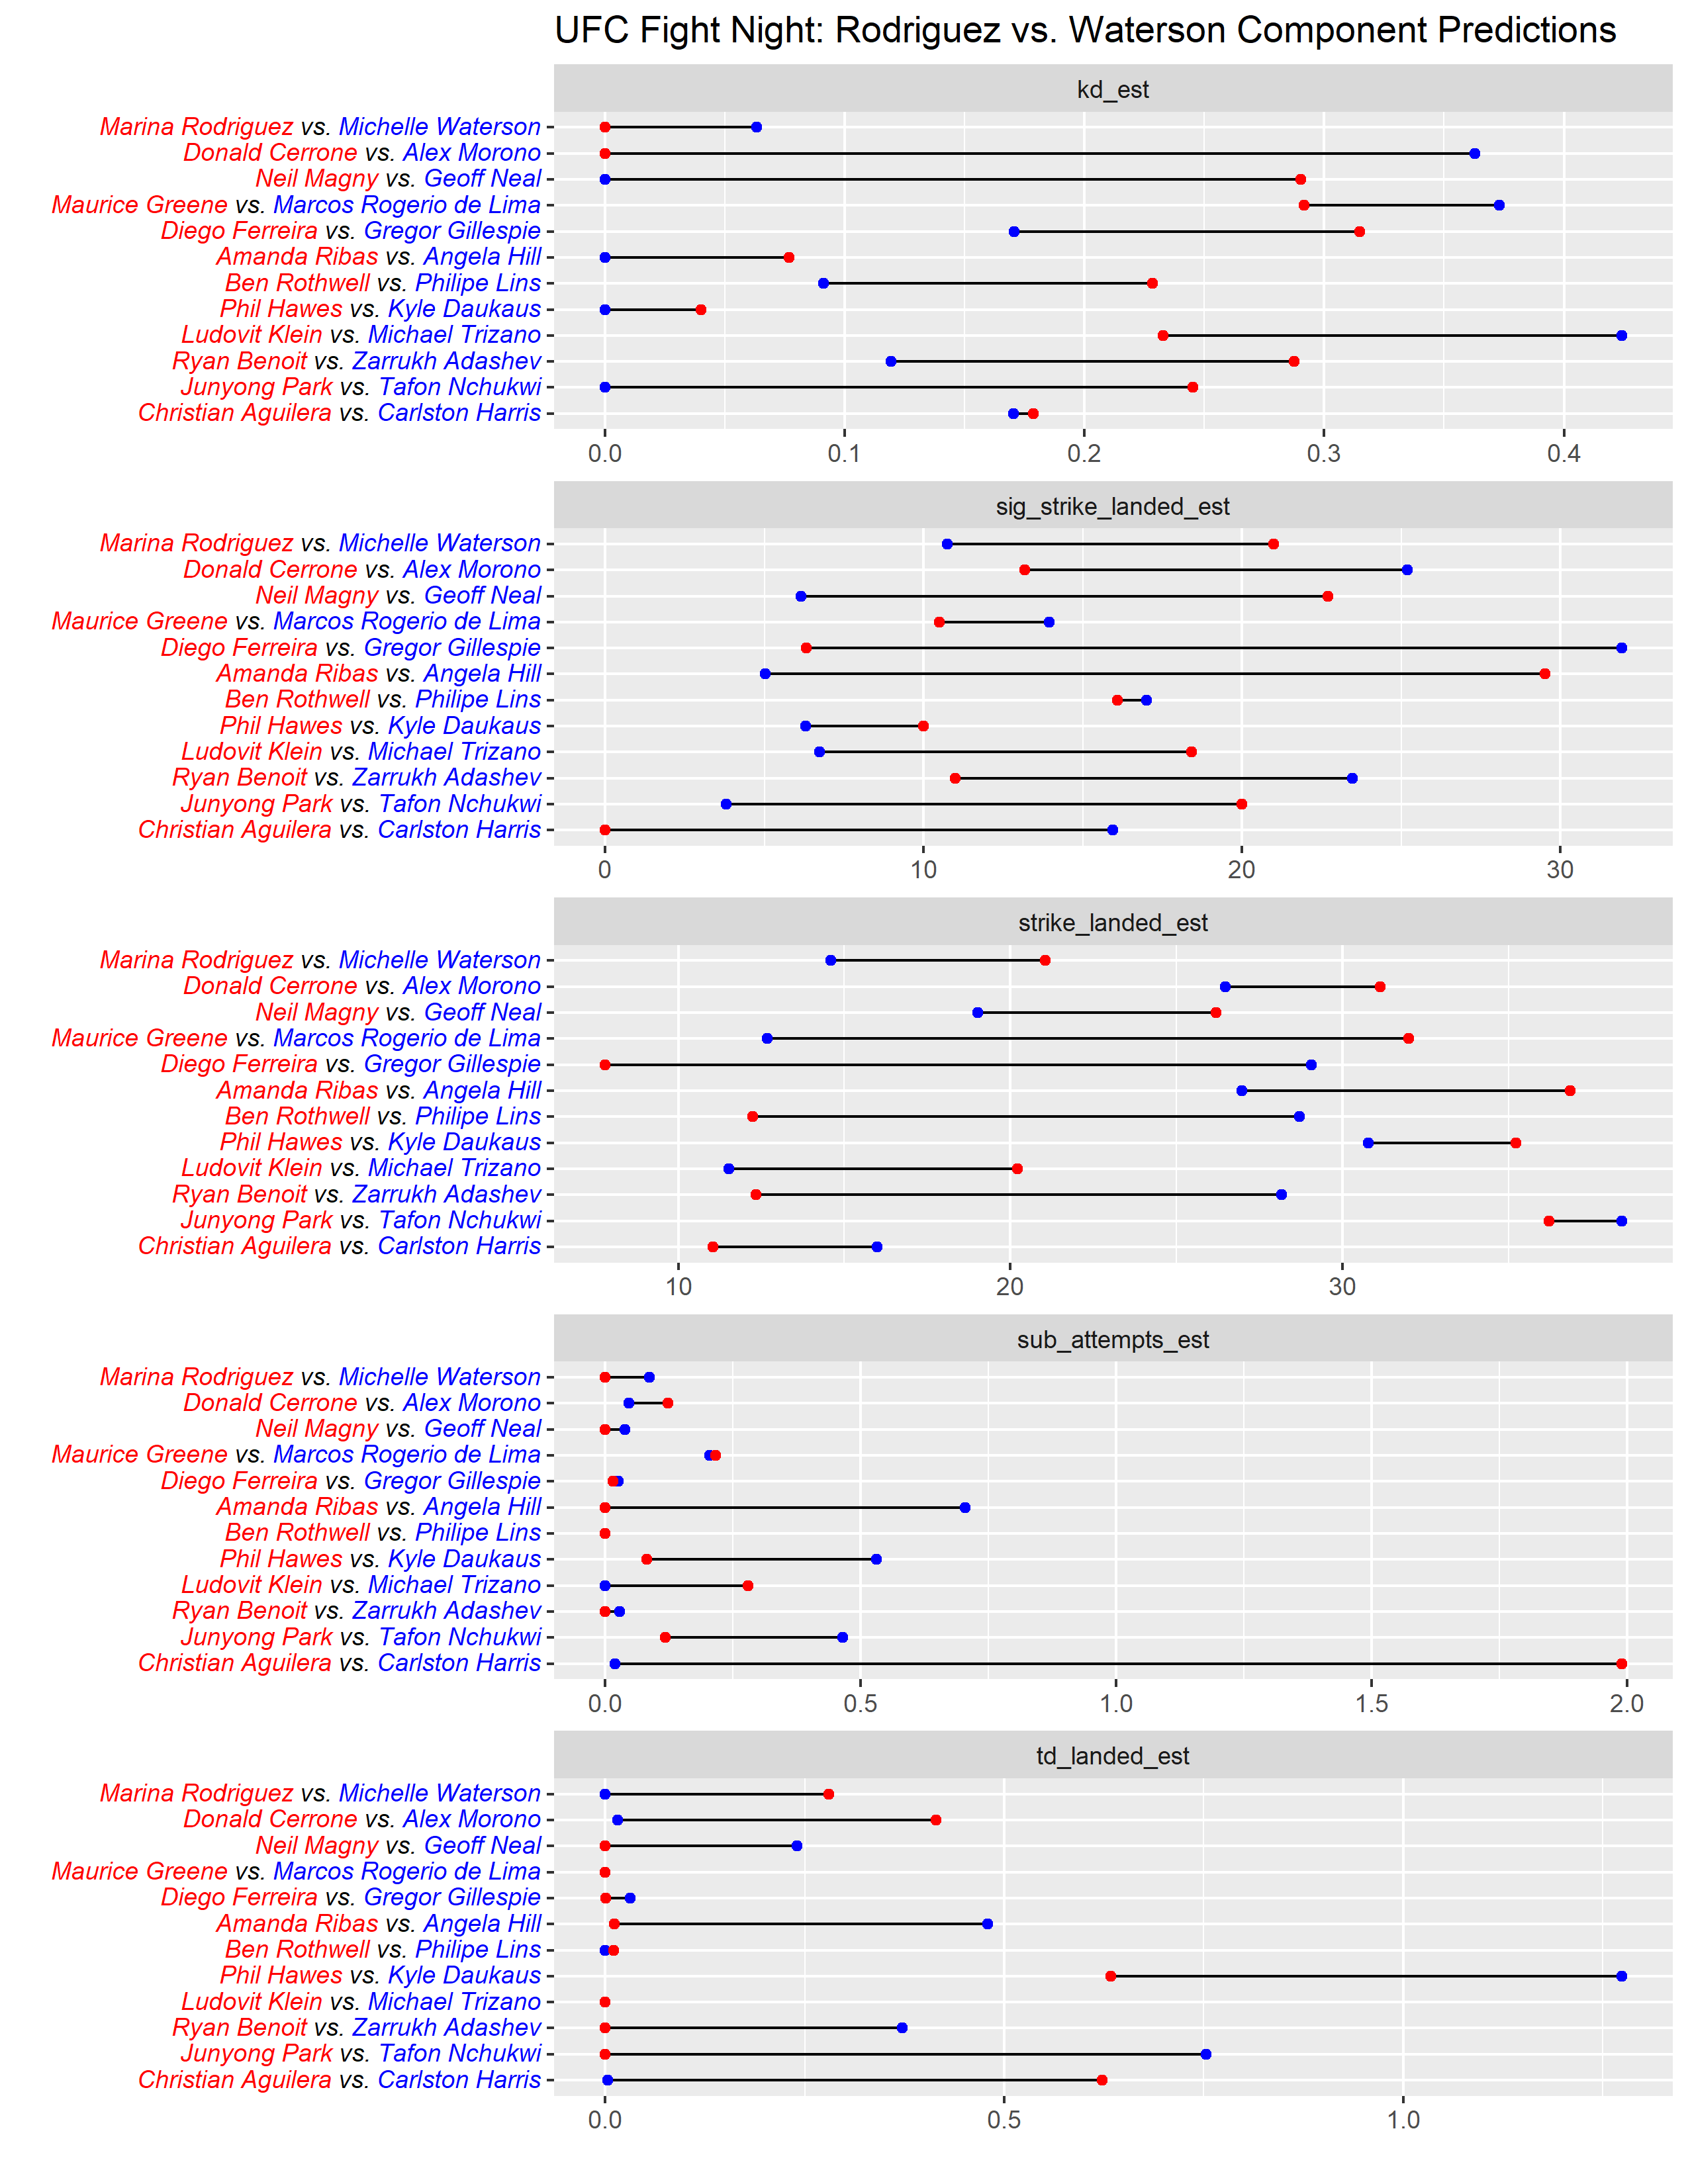 UFC Fight Night: Rodriguez vs. Waterson Component Predictions
kd_est
Marina Rodriguez vs. Michelle Waterson
Donald Cerrone vs. Alex Morono
Neil Magny vs. Geoff Neal
Maurice Greene vs. Marcos Rogerio de Lima
Diego Ferreira vs. Gregor Gillespie
Amanda Ribas vs. Angela Hill
Ben Rothwell vs. Philipe Lins
Phil Hawes vs. Kyle Daukaus
Ludovit Klein vs. Michael Trizano
Ryan Benoit vs. Zarrukh Adashev
Junyong Park vs. Tafon Nchukwi
Christian Aguilera vs. Carlston Harris
0.0 0.1 0.2 0.3 0.4
sig_strike_landed_est
Marina Rodriguez vs. Michelle Waterson
Donald Cerrone vs. Alex Morono
Neil Magny vs. Geoff Neal
Maurice Greene vs. Marcos Rogerio de Lima
Diego Ferreira vs. Gregor Gillespie
Amanda Ribas vs. Angela Hill
Ben Rothwell vs. Philipe Lins
Phil Hawes vs. Kyle Daukaus
Ludovit Klein vs. Michael Trizano
Ryan Benoit vs. Zarrukh Adashev
Junyong Park vs. Tafon Nchukwi
Christian Aguilera vs. Carlston Harris
0 10 20 30
strike_landed_est
Marina Rodriguez vs. Michelle Waterson
Donald Cerrone vs. Alex Morono
Neil Magny vs. Geoff Neal
Maurice Greene vs. Marcos Rogerio de Lima
Diego Ferreira vs. Gregor Gillespie
Amanda Ribas vs. Angela Hill
Ben Rothwell vs. Philipe Lins
Phil Hawes vs. Kyle Daukaus
Ludovit Klein vs. Michael Trizano
Ryan Benoit vs. Zarrukh Adashev
Junyong Park vs. Tafon Nchukwi
Christian Aguilera vs. Carlston Harris
10 20 30
sub_attempts_est
Marina Rodriguez vs. Michelle Waterson
Donald Cerrone vs. Alex Morono
Neil Magny vs. Geoff Neal
Maurice Greene vs. Marcos Rogerio de Lima
Diego Ferreira vs. Gregor Gillespie
Amanda Ribas vs. Angela Hill
Ben Rothwell vs. Philipe Lins
Phil Hawes vs. Kyle Daukaus
Ludovit Klein vs. Michael Trizano
Ryan Benoit vs. Zarrukh Adashev
Junyong Park vs. Tafon Nchukwi
Christian Aguilera vs. Carlston Harris
0.0 0.5 1.0 1.5 2.0
td_landed_est
Marina Rodriguez vs. Michelle Waterson
Donald Cerrone vs. Alex Morono
Neil Magny vs. Geoff Neal
Maurice Greene vs. Marcos Rogerio de Lima
Diego Ferreira vs. Gregor Gillespie
Amanda Ribas vs. Angela Hill
Ben Rothwell vs. Philipe Lins
Phil Hawes vs. Kyle Daukaus
Ludovit Klein vs. Michael Trizano
Ryan Benoit vs. Zarrukh Adashev
Junyong Park vs. Tafon Nchukwi
Christian Aguilera vs. Carlston Harris
0.0 0.5 1.0